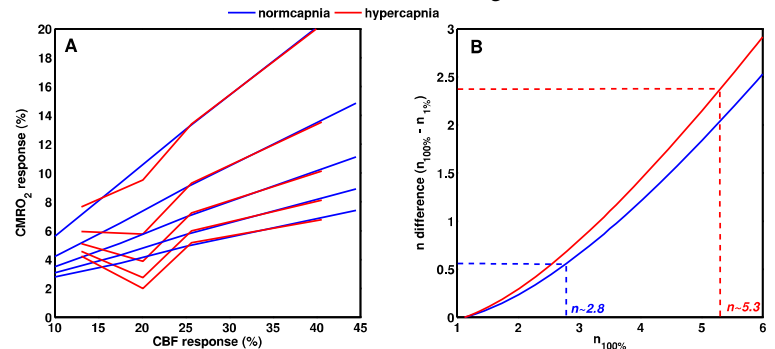 normcapnia hypercapnia
A
20
18
16
14
12
10
8
6
4
2
0
CMRO2 response (%)
10 15 20 25 30 35 40 45
CBF response (%)
B
3
2.5
2
1.5
1
0.5
0
n difference (n100% - n1%)
n~2.8
n~5.3
1 2 3 4 5 6
n100%